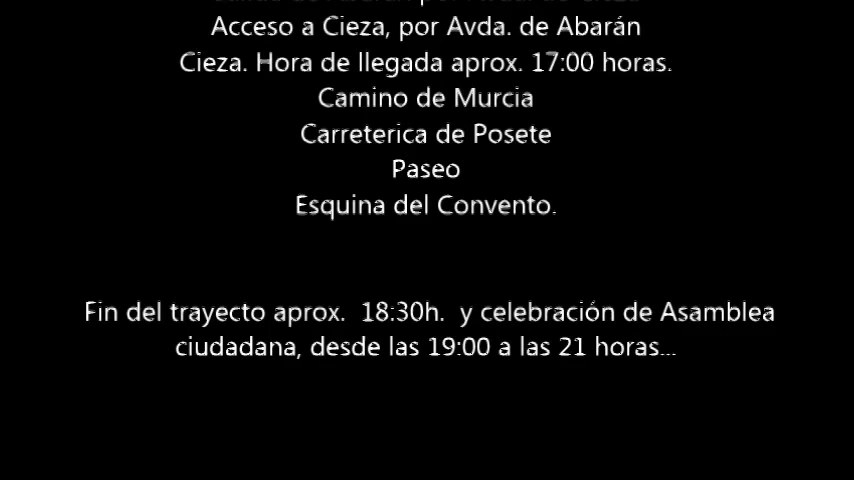 Acceso a Cieza, por Avda. de Abarán
Cieza. Hora de llegada aprox. 17:00 horas.
Camino de Murcia
Carreterica de Posete
Paseo
Esquina del Convento.
Fin del trayecto aprox. 18:30h. y celebración de Asamblea
ciudadana, desde las 19:00 a las 21 horas...